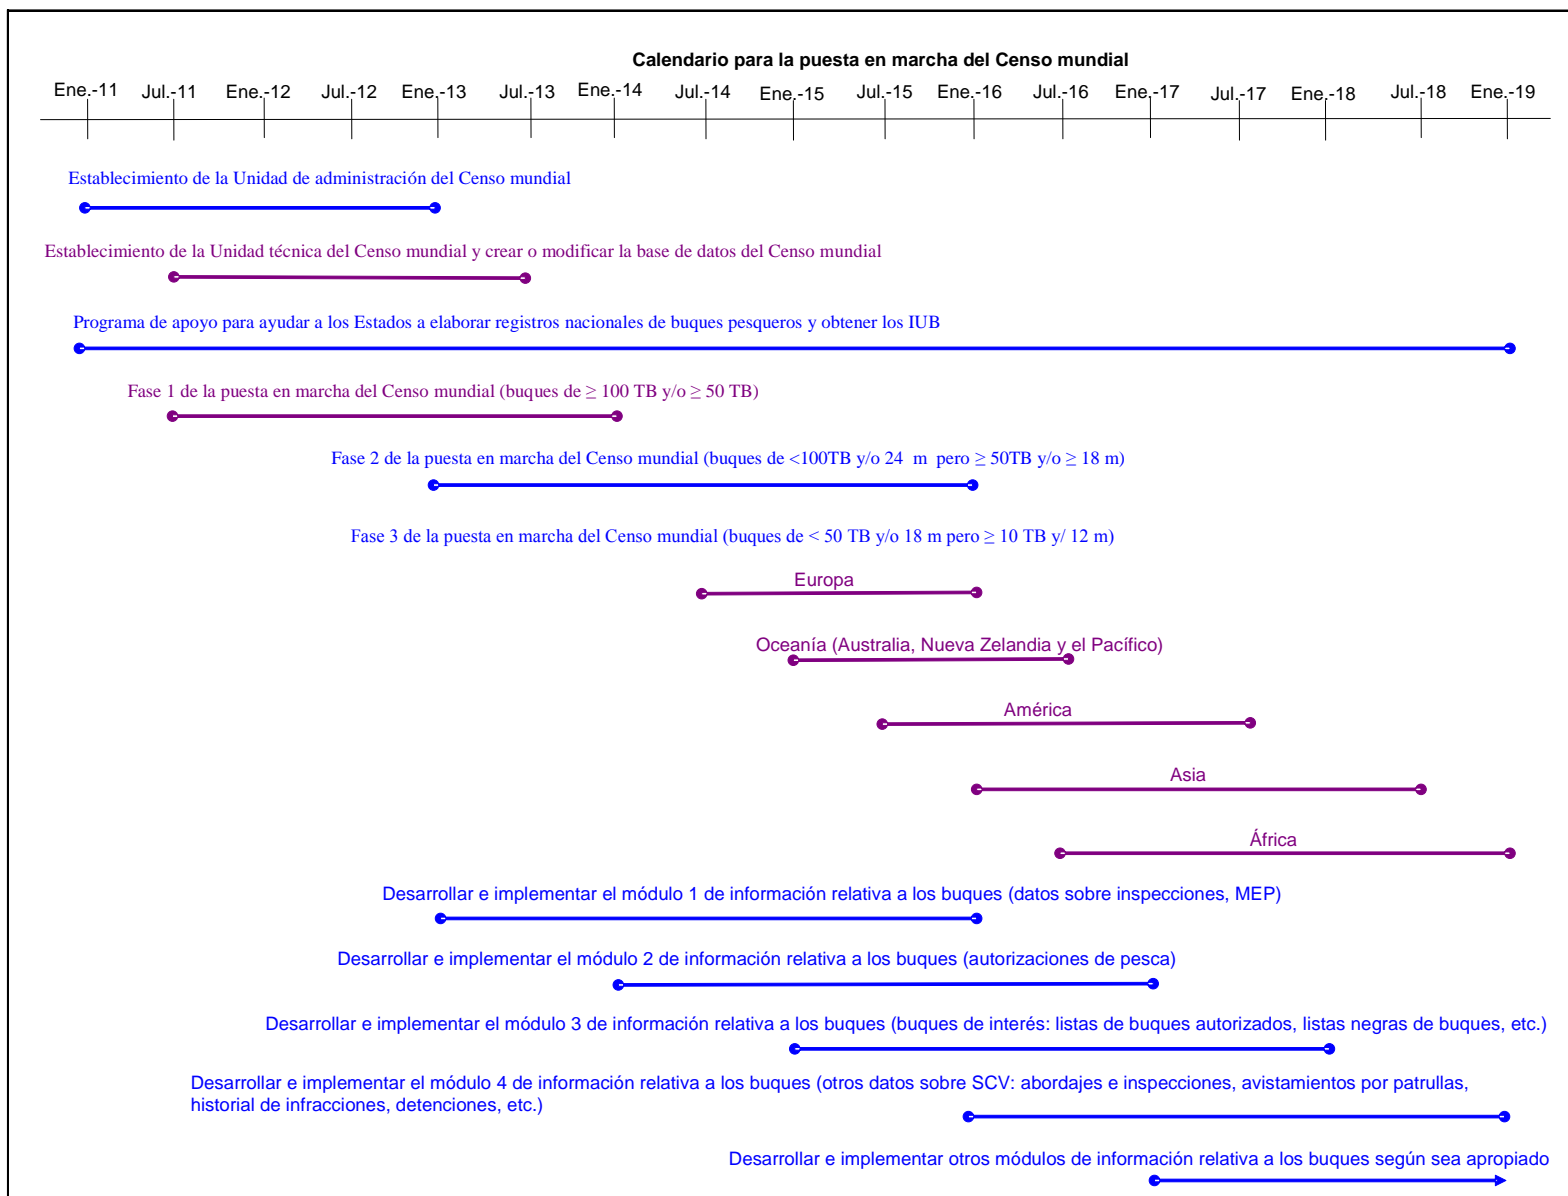 Calendario para la puesta en marcha del Censo mundial
Ene.-11 Jul.-11 Ene.-12 Jul.-12 Ene.-13 Jul.-13 Ene.-14 Jul.-14 Ene.-15 Jul.-15 Ene.-16 Jul.-16 Ene.-17 Jul.-17 Ene.-18 Jul.-18 Ene.-19
Establecimiento de la Unidad de administración del Censo mundial
Establecimiento de la Unidad técnica del Censo mundial y crear o modificar la base de datos del Censo mundial
Programa de apoyo para ayudar a los Estados a elaborar registros nacionales de buques pesqueros y obtener los IUB
Fase 1 de la puesta en marcha del Censo mundial (buques de ≥ 100 TB y/o ≥ 50 TB)
Fase 2 de la puesta en marcha del Censo mundial (buques de <100TB y/o 24 m pero ≥ 50TB y/o ≥ 18 m)
Fase 3 de la puesta en marcha del Censo mundial (buques de < 50 TB y/o 18 m pero ≥ 10 TB y/ 12 m)
Europa
Oceanía (Australia, Nueva Zelandia y el Pacífico)
América
Asia
África
Desarrollar e implementar el módulo 1 de información relativa a los buques (datos sobre inspecciones, MEP)
Desarrollar e implementar el módulo 2 de información relativa a los buques (autorizaciones de pesca)
Desarrollar e implementar el módulo 3 de información relativa a los buques (buques de interés: listas de buques autorizados, listas negras de buques, etc.)
Desarrollar e implementar el módulo 4 de información relativa a los buques (otros datos sobre SCV: abordajes e inspecciones, avistamientos por patrullas,
historial de infracciones, detenciones, etc.)
Desarrollar e implementar otros módulos de información relativa a los buques según sea apropiado